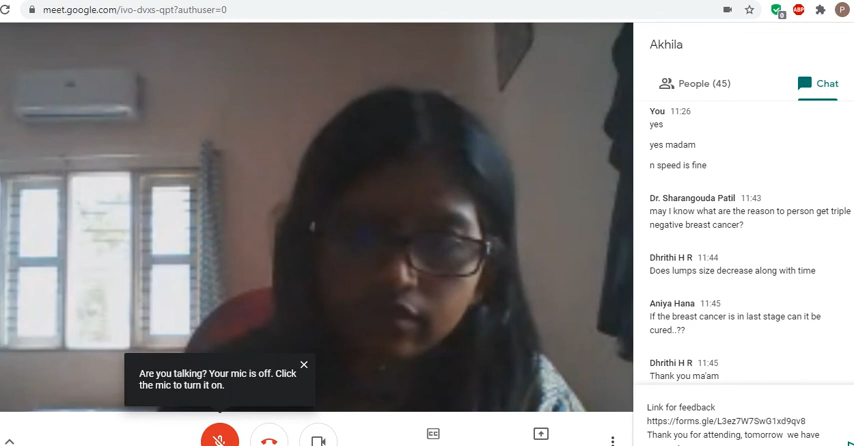 meet.google.com/ivo-dvxs-qpt?authuser=0
0
ABP
P
Akhila
People (45)
Chat
You 11:26
yes
yes madam
n speed is fine
Dr. Sharangouda Patil 11:43
may I know what are the reason to person get triple
negative breast cancer?
Dhrithi H R 11:44
Does lumps size decrease along with time
Aniya Hana 11:45
If the breast cancer is in last stage can it be
cured..??
Dhrithi H R 11:45
Thank you ma'am
Are you talking? Your mic is off. Click
the mic to turn it on.
Link for feedback
https://forms.gle/L3ez7W7SwG1xd9qv8
Thank you for attending, tomorrow we have
CC